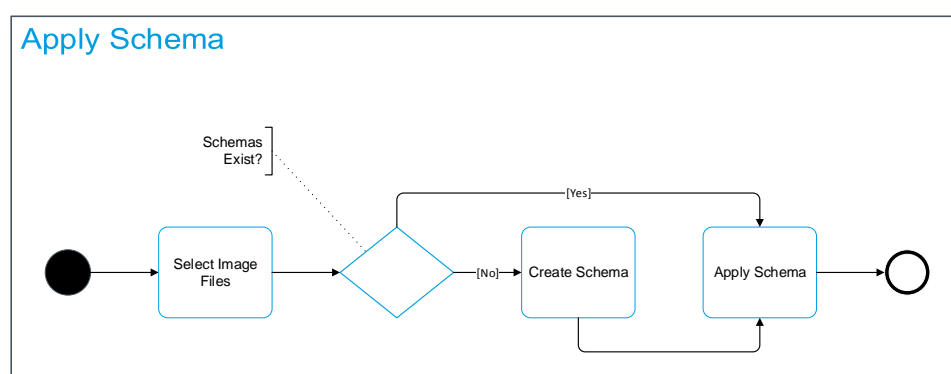 Apply Schema
Schemas
Exist?
[Yes]
Select Image
Files
[No]
Create Schema
Apply Schema